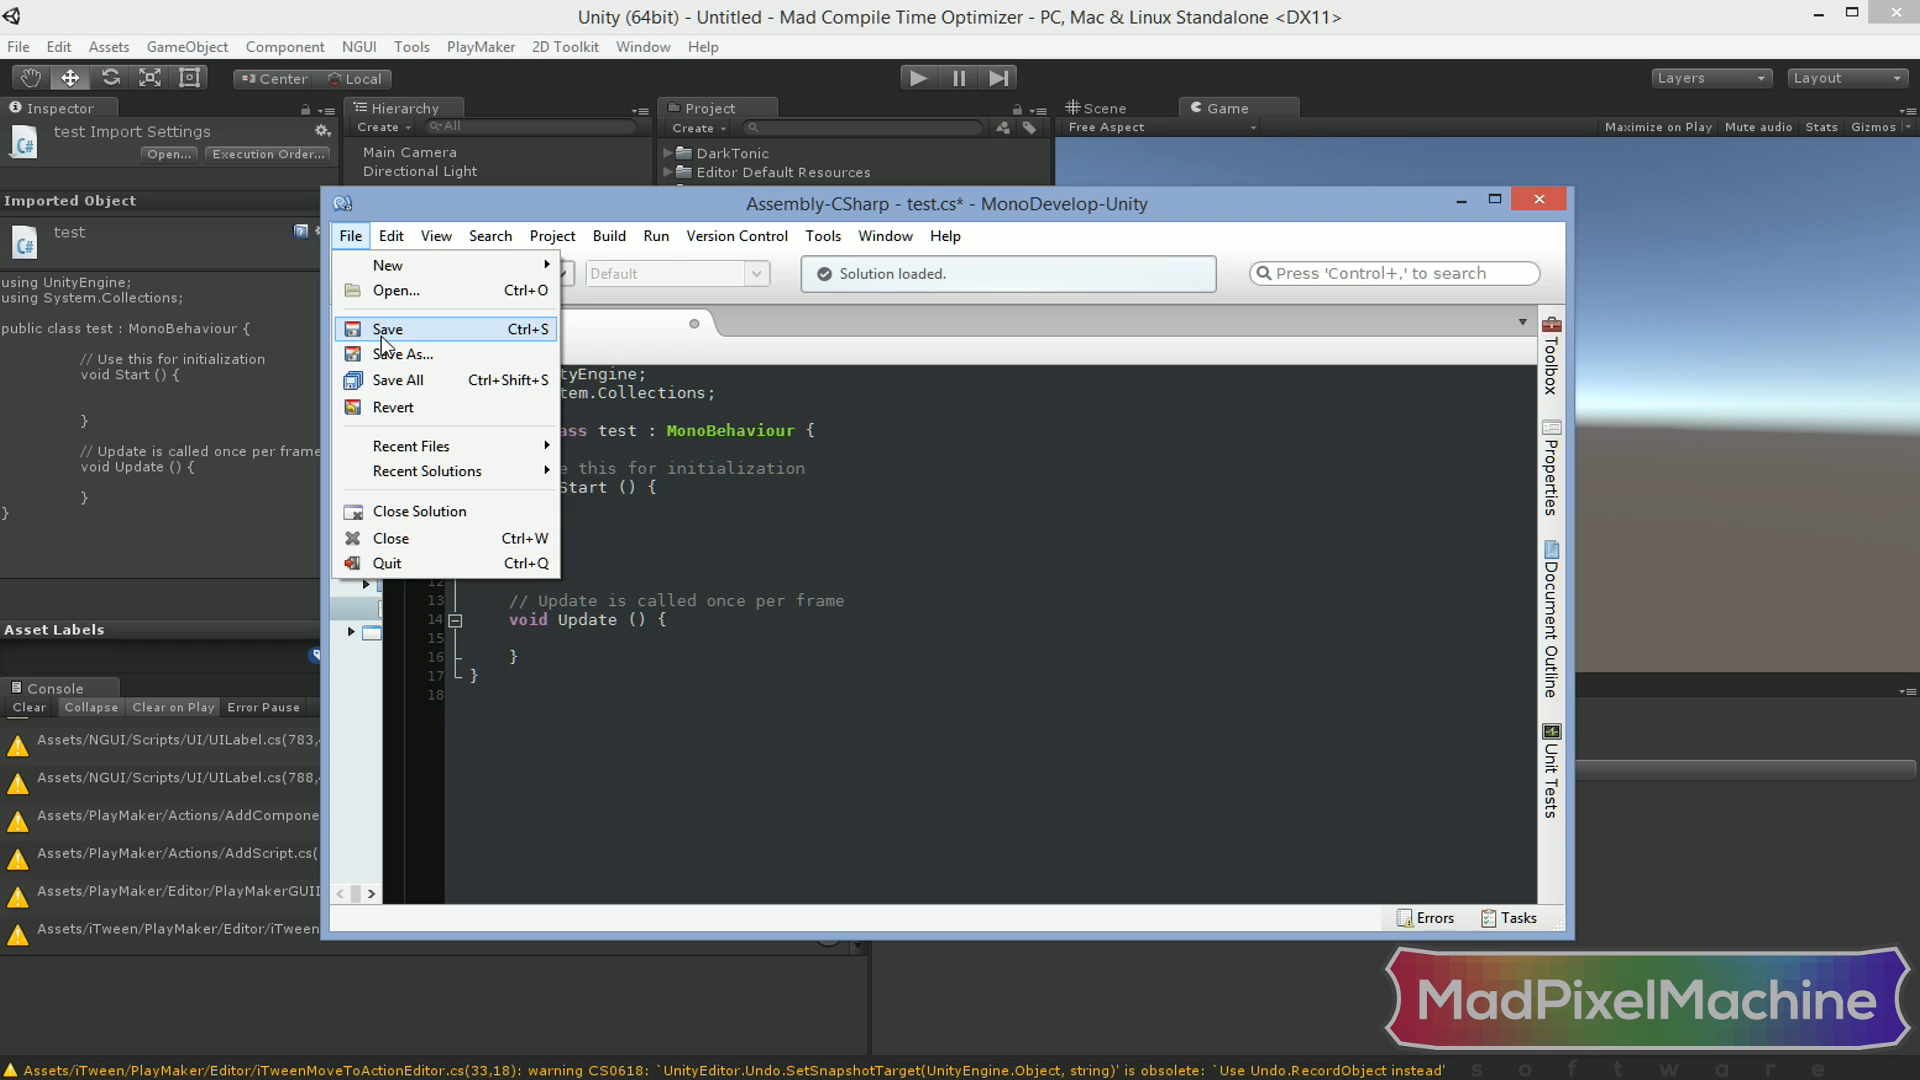 Unity (64bit) - Untitled - Mad Compile Time Optimizer - PC, Mac & Linux Standalone <DX11>
File Edit Assets GameObject Component NGUI Tools PlayMaker 2D Toolkit Window Help
Center Local Layers Layout
Inspector Hierarchy Project Scene Game
test Import Settings
Create All
Create
Free Aspect Maximize on Play Mute audio Stats Gizmos
Open... Execution Order...
Main Camera
Directional Light
DarkTonic
Editor Default Resources
Imported Object
test
using UnityEngine;
using System.Collections;
public class test : MonoBehaviour {
// Use this for initialization
void Start () {
}
// Update is called once per frame
void Update () {
}
}
Asset Labels
Console
Clear Collapse Clear on Play Error Pause
Assets/NGUI/Scripts/UI/UILabel.cs(783,
Assets/NGUI/Scripts/UI/UILabel.cs(788,
Assets/PlayMaker/Actions/AddCompone
Assets/PlayMaker/Actions/AddScript.cs(
Assets/PlayMaker/Editor/PlayMakerGUI
Assets/iTween/PlayMaker/Editor/iTween
Assembly-CSharp - test.cs* - MonoDevelop-Unity
File Edit View Search Project Build Run Version Control Tools Window Help
Default Solution loaded. Press 'Control+,' to search
New
Open... Ctrl+O
Save Ctrl+S
Save As...
Save All Ctrl+Shift+S
Revert
Recent Files
Recent Solutions
Close Solution
Close Ctrl+W
Quit Ctrl+Q
tyEngine;
tem.Collections;
ass test : MonoBehaviour {
e this for initialization
Start () {
12
13 // Update is called once per frame
14 void Update () {
15
16 }
17 }
18
Toolbox
Properties
Document Outline
Unit Tests
Errors Tasks
MadPixelMachine
software
Assets/iTween/PlayMaker/Editor/iTweenMoveToActionEditor.cs(33,18): warning CS0618: `UnityEditor.Undo.SetSnapshotTarget(UnityEngine.Object, string)' is obsolete: `Use Undo.RecordObject instead'